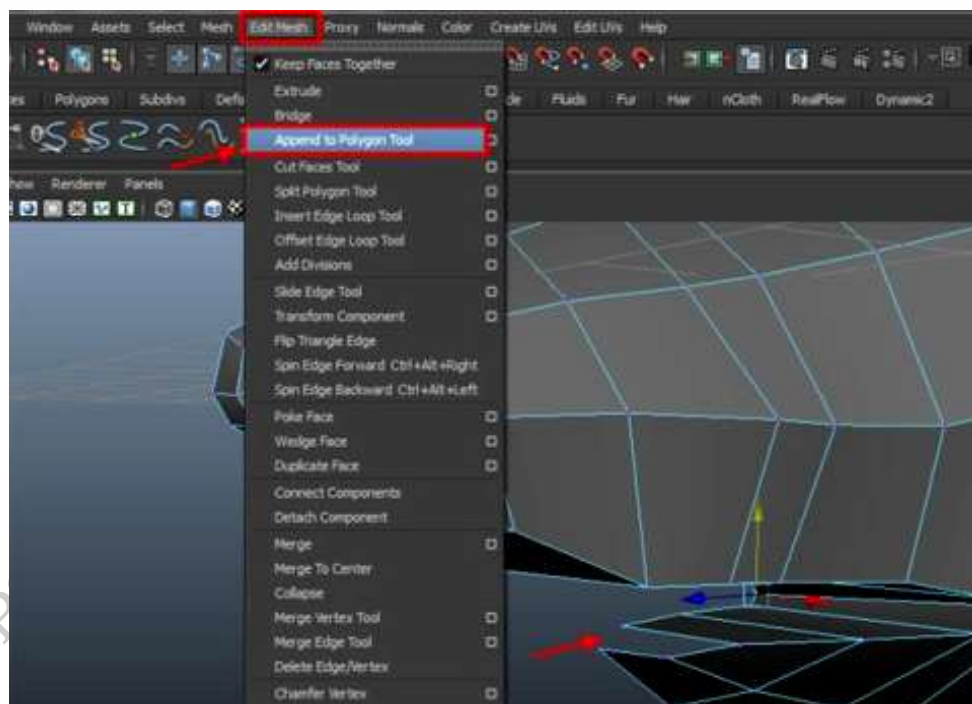 Window Assets Select Mesh Edit Mesh Proxy Normals Color Create UVs Edit UVs Help
Polygons Subdivs Fluids Fur Hair nCloth RealFlow Dynamic2
Renderer Panels
Keep Faces Together
Extrude
Bridge
Append to Polygon Tool
Cut Faces Tool
Split Polygon Tool
Insert Edge Loop Tool
Offset Edge Loop Tool
Add Divisions
Slide Edge Tool
Transform Component
Flip Triangle Edge
Spin Edge Forward Ctrl+Alt+Right
Spin Edge Backward Ctrl+Alt+Left
Poke Face
Wedge Face
Duplicate Face
Connect Components
Detach Component
Merge
Merge To Center
Collapse
Merge Vertex Tool
Merge Edge Tool
Delete Edge/Vertex
Chamfer Vertex